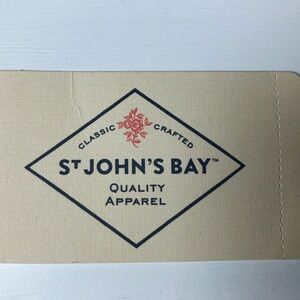 CLASSIC CRAFTED
ST JOHN'S BAY™
QUALITY
APPAREL